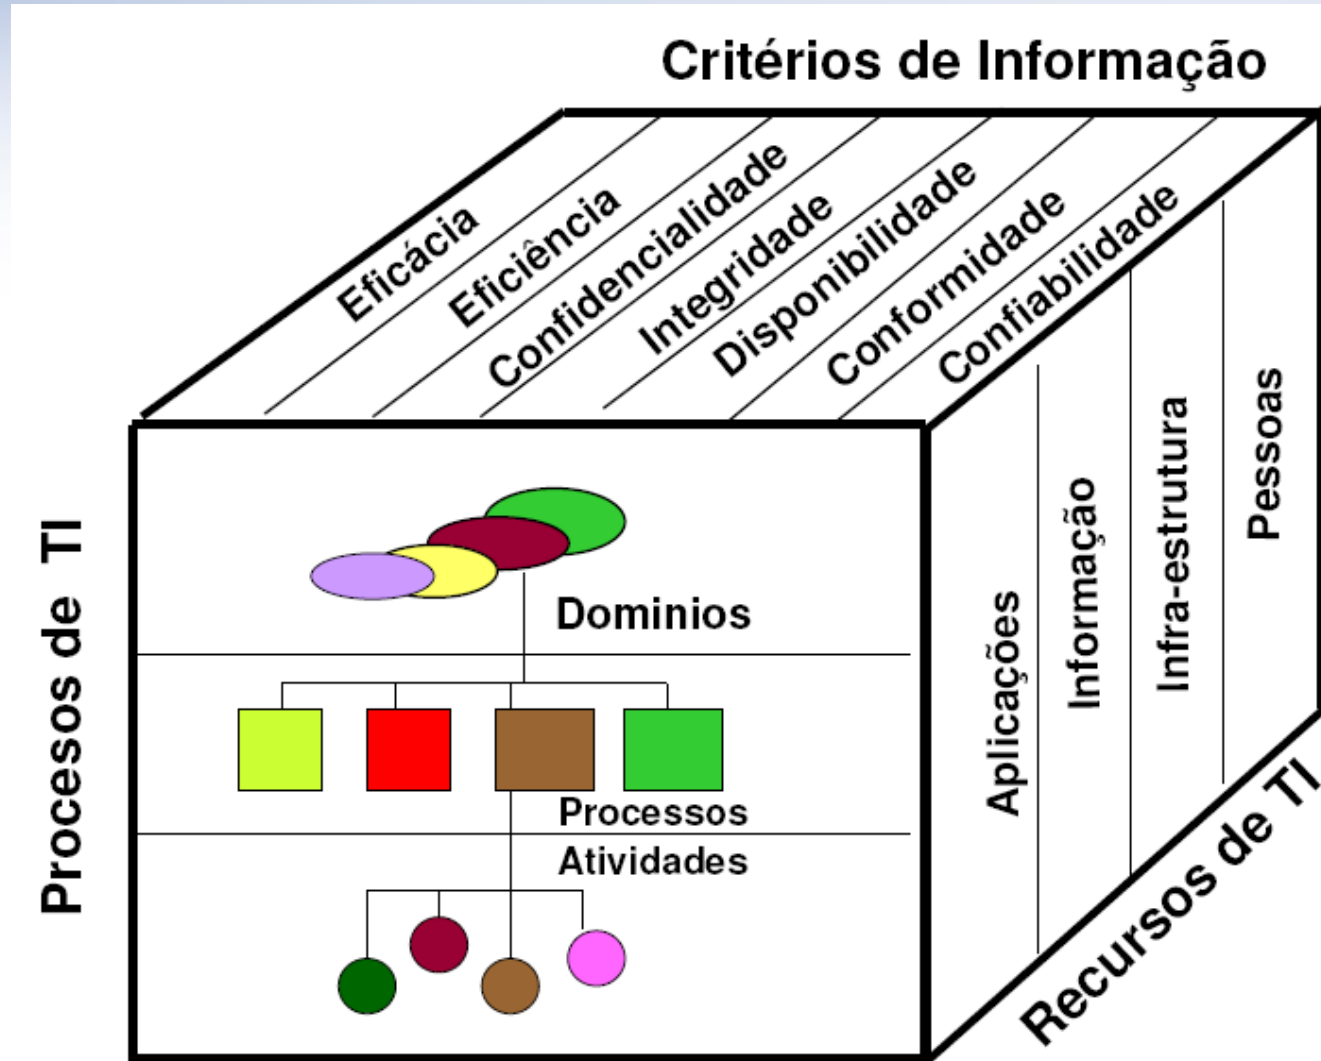 Critérios de Informação
Eficácia
Eficiência
Confidencialidade
Integridade
Disponibilidade
Conformidade
Confiabilidade
Procesos de TI
Dominios
Processos
Atividades
Aplicações
Informação
Infra-estrutura
Pessoas
Recursos de TI